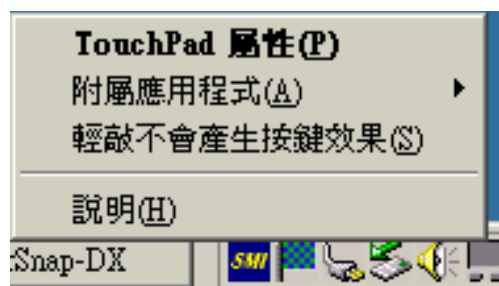 TouchPad 屬性(P)
附屬應用程式(A)
輕敲不會產生按鍵效果(S)
說明(H)
:Snap-DX
SMI